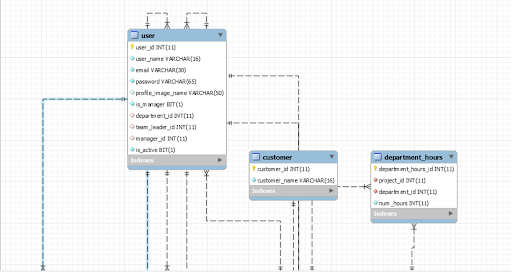 user
user_id INT(11)
user_name VARCHAR(16)
email VARCHAR(30)
password VARCHAR(65)
profile_image_name VARCHAR(50)
is_manager BIT(1)
department_id INT(11)
team_leader_id INT(11)
manager_id INT(11)
is_active BIT(1)
Indexes
customer
customer_id INT(11)
customer_name VARCHAR(16)
Indexes
department_hours
department_hours_id INT(11)
project_id INT(11)
department_id INT(11)
num_hours INT(11)
Indexes